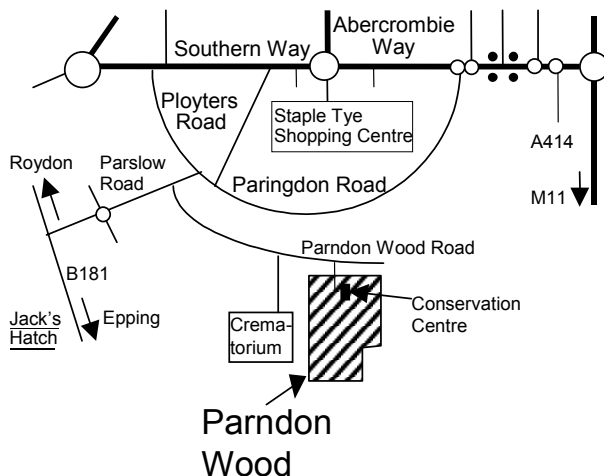 Southern Way
Abercrombie
Way
Ployters
Road
Staple Tye
Shopping Centre
A414
Roydon
Parslow
Road
Paringdon Road
M11
Parndon Wood Road
B181
Jack's
Hatch
Epping
Crema-
torium
Conservation
Centre
Parndon
Wood